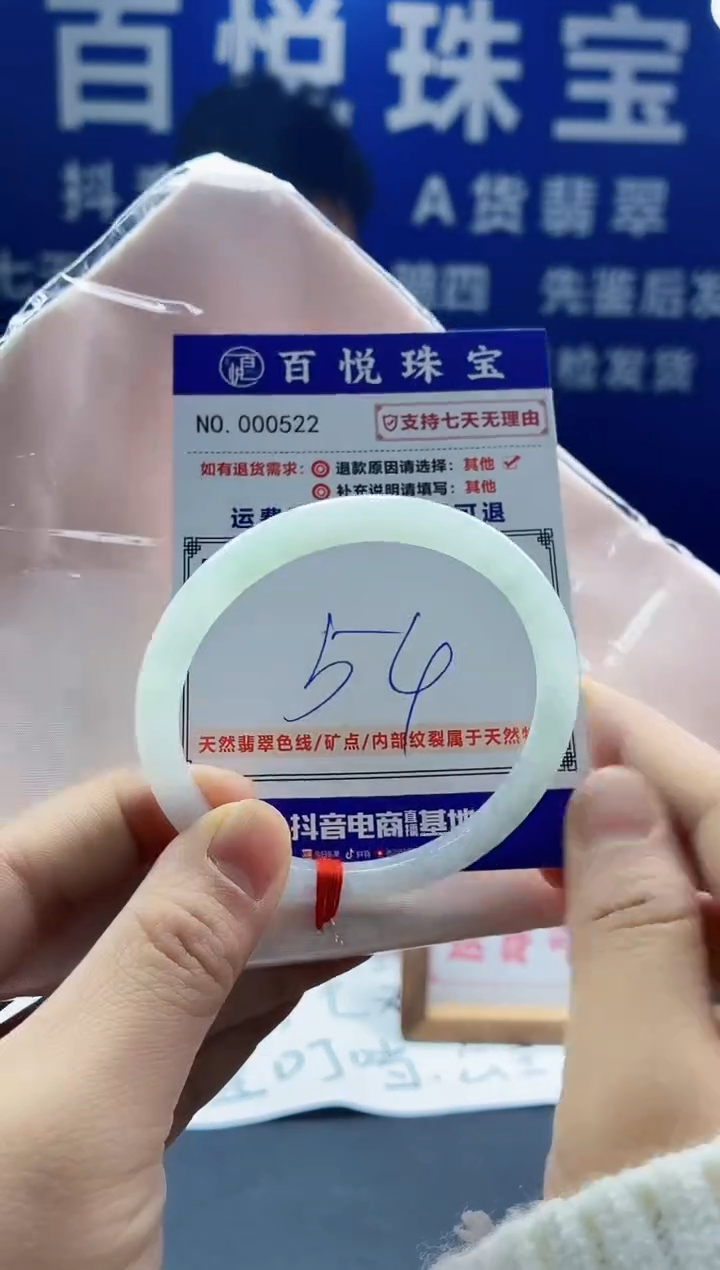 百悦珠宝
A货翡翠
先鉴后发
检发货
百悦珠宝
NO.000522
支持七天无理由
如有退货需求：退款原因请选择：其他
补充说明请填写：其他
运费 可退
54
天然翡翠色线/矿点/内部纹裂属于天然
抖音电商直播基地